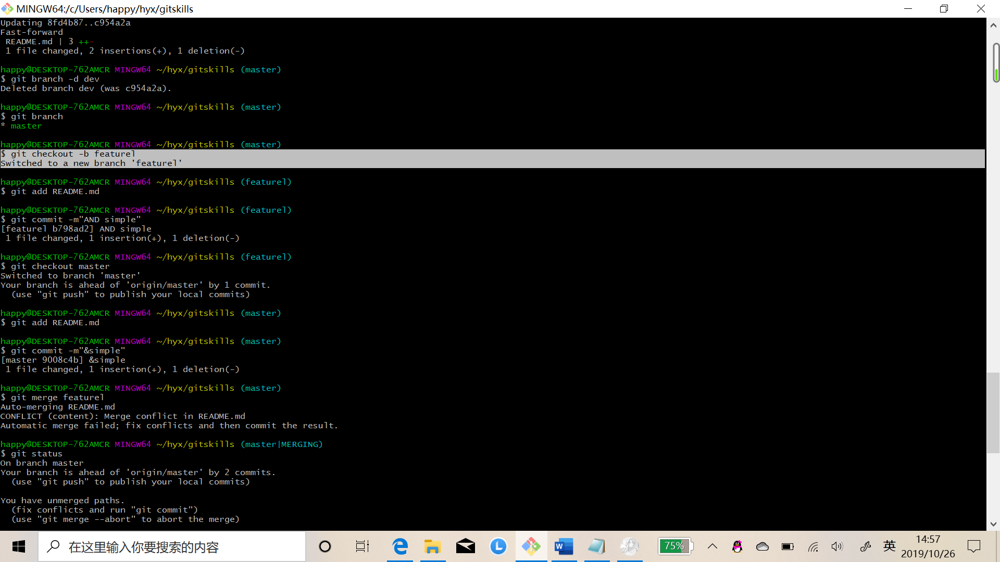 MINGW64:/c/Users/happy/hyx/gitskills
Updating 8fd4b87..c954a2a
Fast-forward
 README.md | 3 ++-
 1 file changed, 2 insertions(+), 1 deletion(-)
happy@DESKTOP-762AMCR MINGW64 ~/hyx/gitskills (master)
$ git branch -d dev
Deleted branch dev (was c954a2a).
happy@DESKTOP-762AMCR MINGW64 ~/hyx/gitskills (master)
$ git branch
* master
happy@DESKTOP-762AMCR MINGW64 ~/hyx/gitskills (master)
$ git checkout -b featurel
Switched to a new branch 'featurel'
happy@DESKTOP-762AMCR MINGW64 ~/hyx/gitskills (featurel)
$ git add README.md
happy@DESKTOP-762AMCR MINGW64 ~/hyx/gitskills (featurel)
$ git commit -m"AND simple"
[featurel b798ad2] AND simple
 1 file changed, 1 insertion(+), 1 deletion(-)
happy@DESKTOP-762AMCR MINGW64 ~/hyx/gitskills (featurel)
$ git checkout master
Switched to branch 'master'
Your branch is ahead of 'origin/master' by 1 commit.
  (use "git push" to publish your local commits)
happy@DESKTOP-762AMCR MINGW64 ~/hyx/gitskills (master)
$ git add README.md
happy@DESKTOP-762AMCR MINGW64 ~/hyx/gitskills (master)
$ git commit -m"&simple"
[master 9008c4b] &simple
 1 file changed, 1 insertion(+), 1 deletion(-)
happy@DESKTOP-762AMCR MINGW64 ~/hyx/gitskills (master)
$ git merge featurel
Auto-merging README.md
CONFLICT (content): Merge conflict in README.md
Automatic merge failed; fix conflicts and then commit the result.
happy@DESKTOP-762AMCR MINGW64 ~/hyx/gitskills (master|MERGING)
$ git status
On branch master
Your branch is ahead of 'origin/master' by 2 commits.
  (use "git push" to publish your local commits)
You have unmerged paths.
  (fix conflicts and run "git commit")
  (use "git merge --abort" to abort the merge)
在这里输入你要搜索的内容
75%
英
14:57
2019/10/26